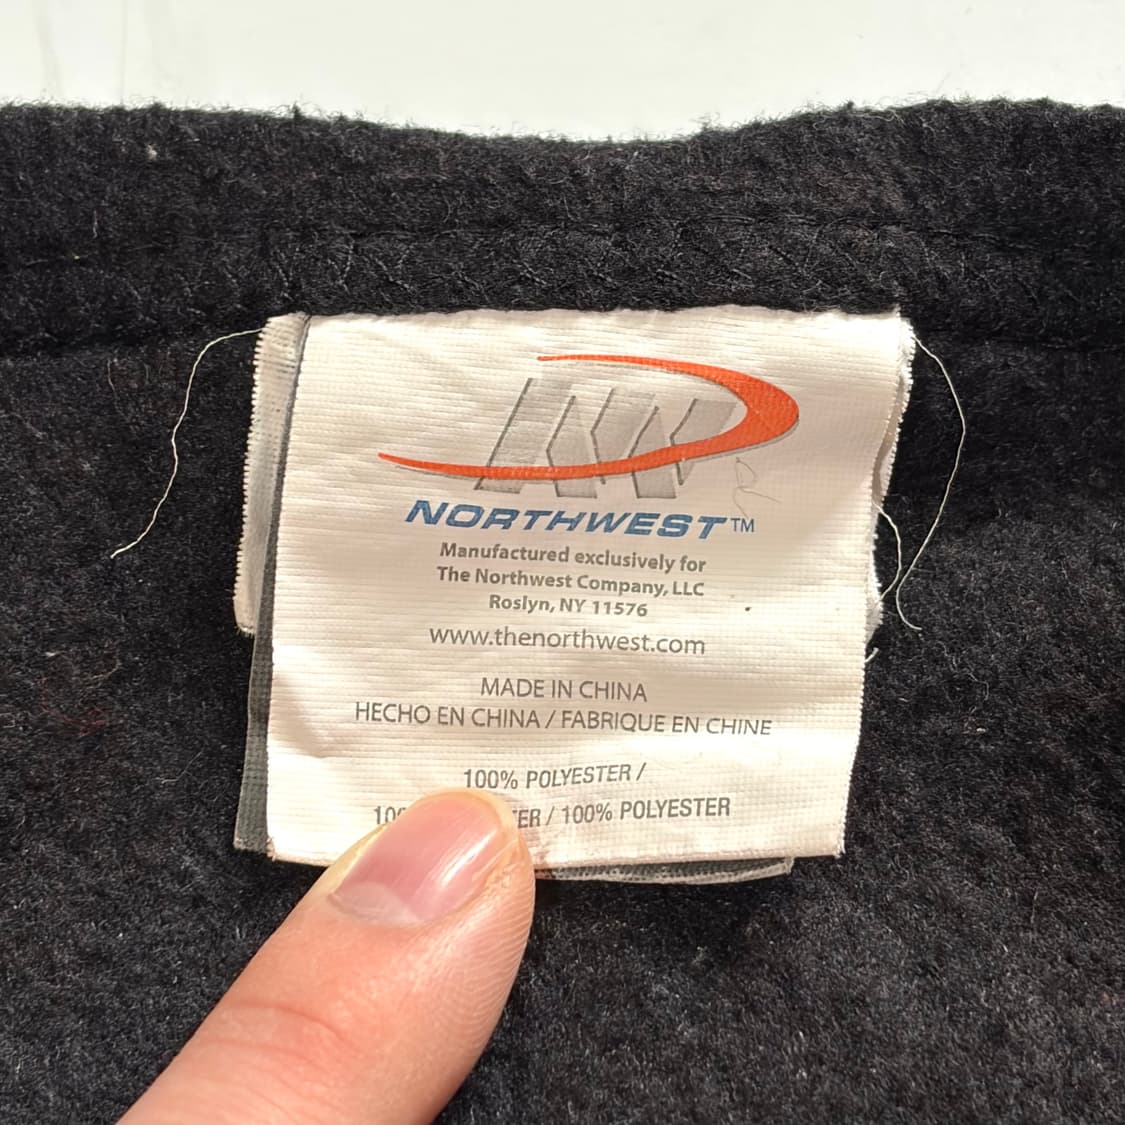 NORTHWEST™
Manufactured exclusively for
The Northwest Company, LLC
Roslyn, NY 11576
www.thenorthwest.com
MADE IN CHINA
HECHO EN CHINA / FABRIQUE EN CHINE
100% POLYESTER /
/ 100% POLYESTER